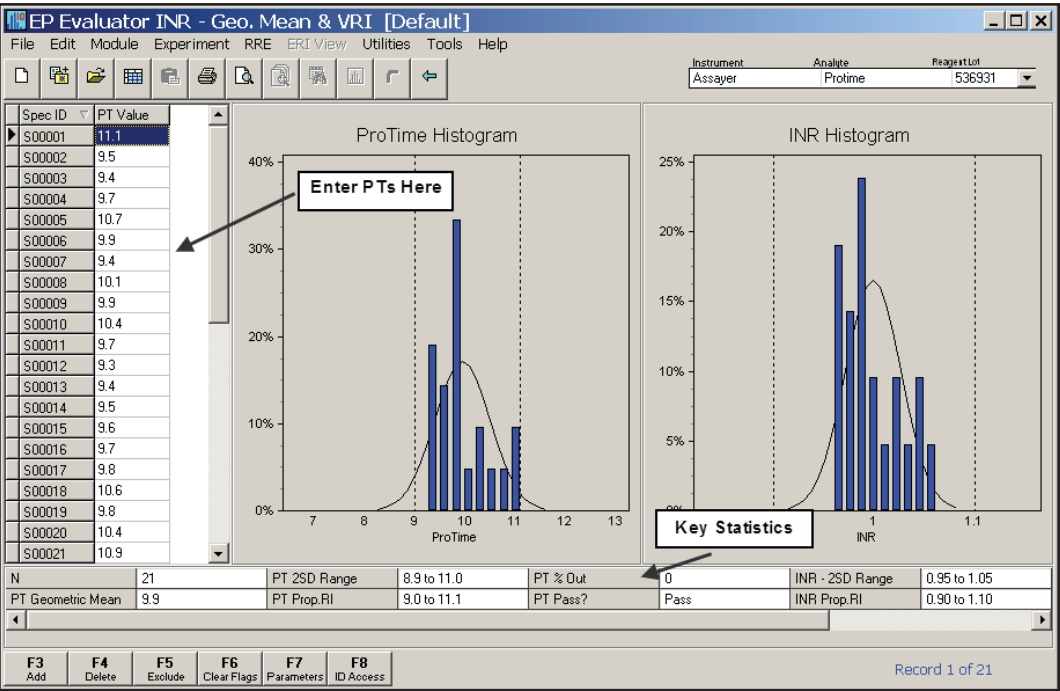 EP Evaluator INR - Geo. Mean & VRI [Default]
File Edit Module Experiment RRE ERI View Utilities Tools Help
Instrument Analyte Reagent Lot
Assayer Protime 536931
Spec ID PT Value
S00001 11.1
S00002 9.5
S00003 9.4
S00004 9.7
S00005 10.7
S00006 9.9
S00007 9.4
S00008 10.1
S00009 9.9
S00010 10.4
S00011 9.7
S00012 9.3
S00013 9.4
S00014 9.5
S00015 9.6
S00016 9.7
S00017 9.8
S00018 10.6
S00019 9.8
S00020 10.4
S00021 10.9
Enter PTs Here
ProTime Histogram
40%
30%
20%
10%
0%
7 8 9 10 11 12 13
ProTime
INR Histogram
25%
20%
15%
10%
5%
1 1.1
INR
Key Statistics
N 21 PT 2SD Range 8.9 to 11.0 PT % Out 0 INR - 2SD Range 0.95 to 1.05
PT Geometric Mean 9.9 PT Prop.RI 9.0 to 11.1 PT Pass? Pass INR Prop.RI 0.90 to 1.10
F3 F4 F5 F6 F7 F8
Add Delete Exclude Clear Flags Parameters ID Access
Record 1 of 21